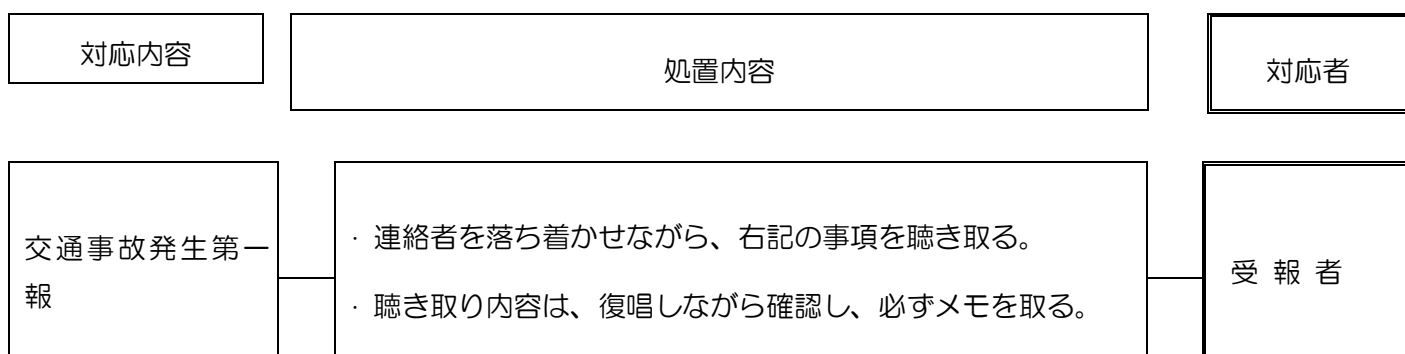 対応内容
処置内容
対応者
交通事故発生第一
報
· 連絡者を落ち着かせながら、右記の事項を聴き取る。
· 聴き取り内容は、復唱しながら確認し、必ずメモを取る。
受 報 者